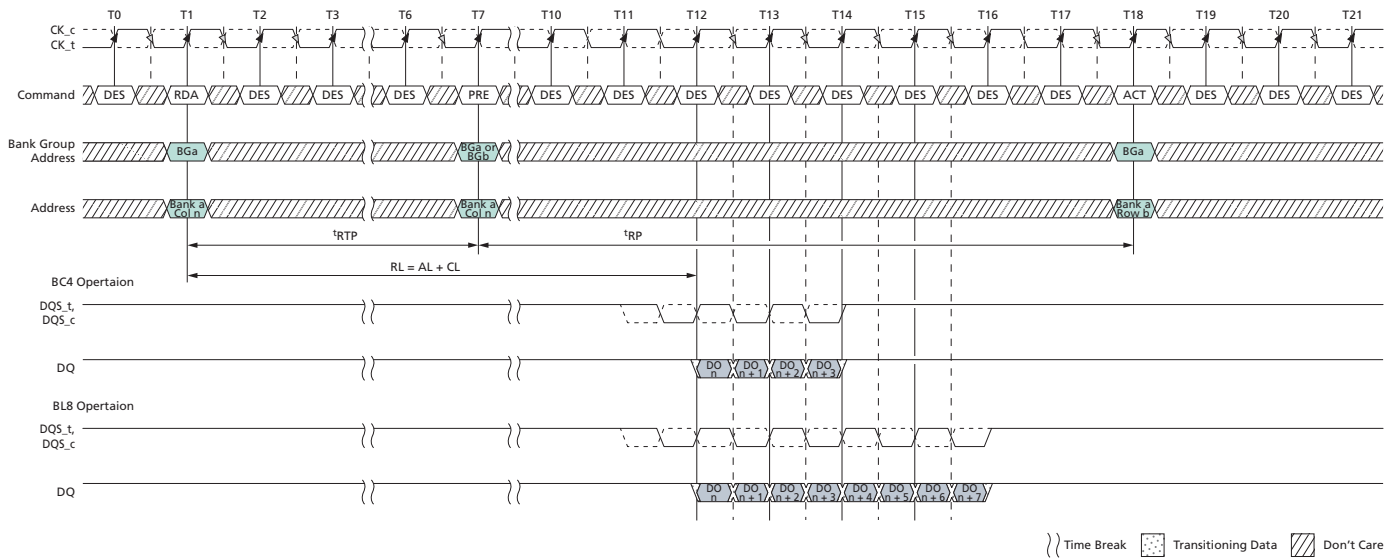 T0 T1 T2 T3 T6 T7 T10 T11 T12 T13 T14 T15 T16 T17 T18 T19 T20 T21
CK_c
CK_t
Command DES RDA DES DES DES PRE DES DES DES DES DES DES DES DES ACT DES DES DES
Bank Group
Address
BGa
BGa or
BGb
BGa
Address
Bank a
Col n
Bank a
Col n
Bank a
Row b
tRTP tRP
RL = AL + CL
BC4 Opertaion
DQS_t,
DQS_c
DQ
DO
n
DO
n + 1
DO
n + 2
DO
n + 3
BL8 Opertaion
DQS_t,
DQS_c
DQ
DO
n
DO
n + 1
DO
n + 2
DO
n + 3
DO
n + 4
DO
n + 5
DO
n + 6
DO
n + 7
Time Break Transitioning Data Don't Care